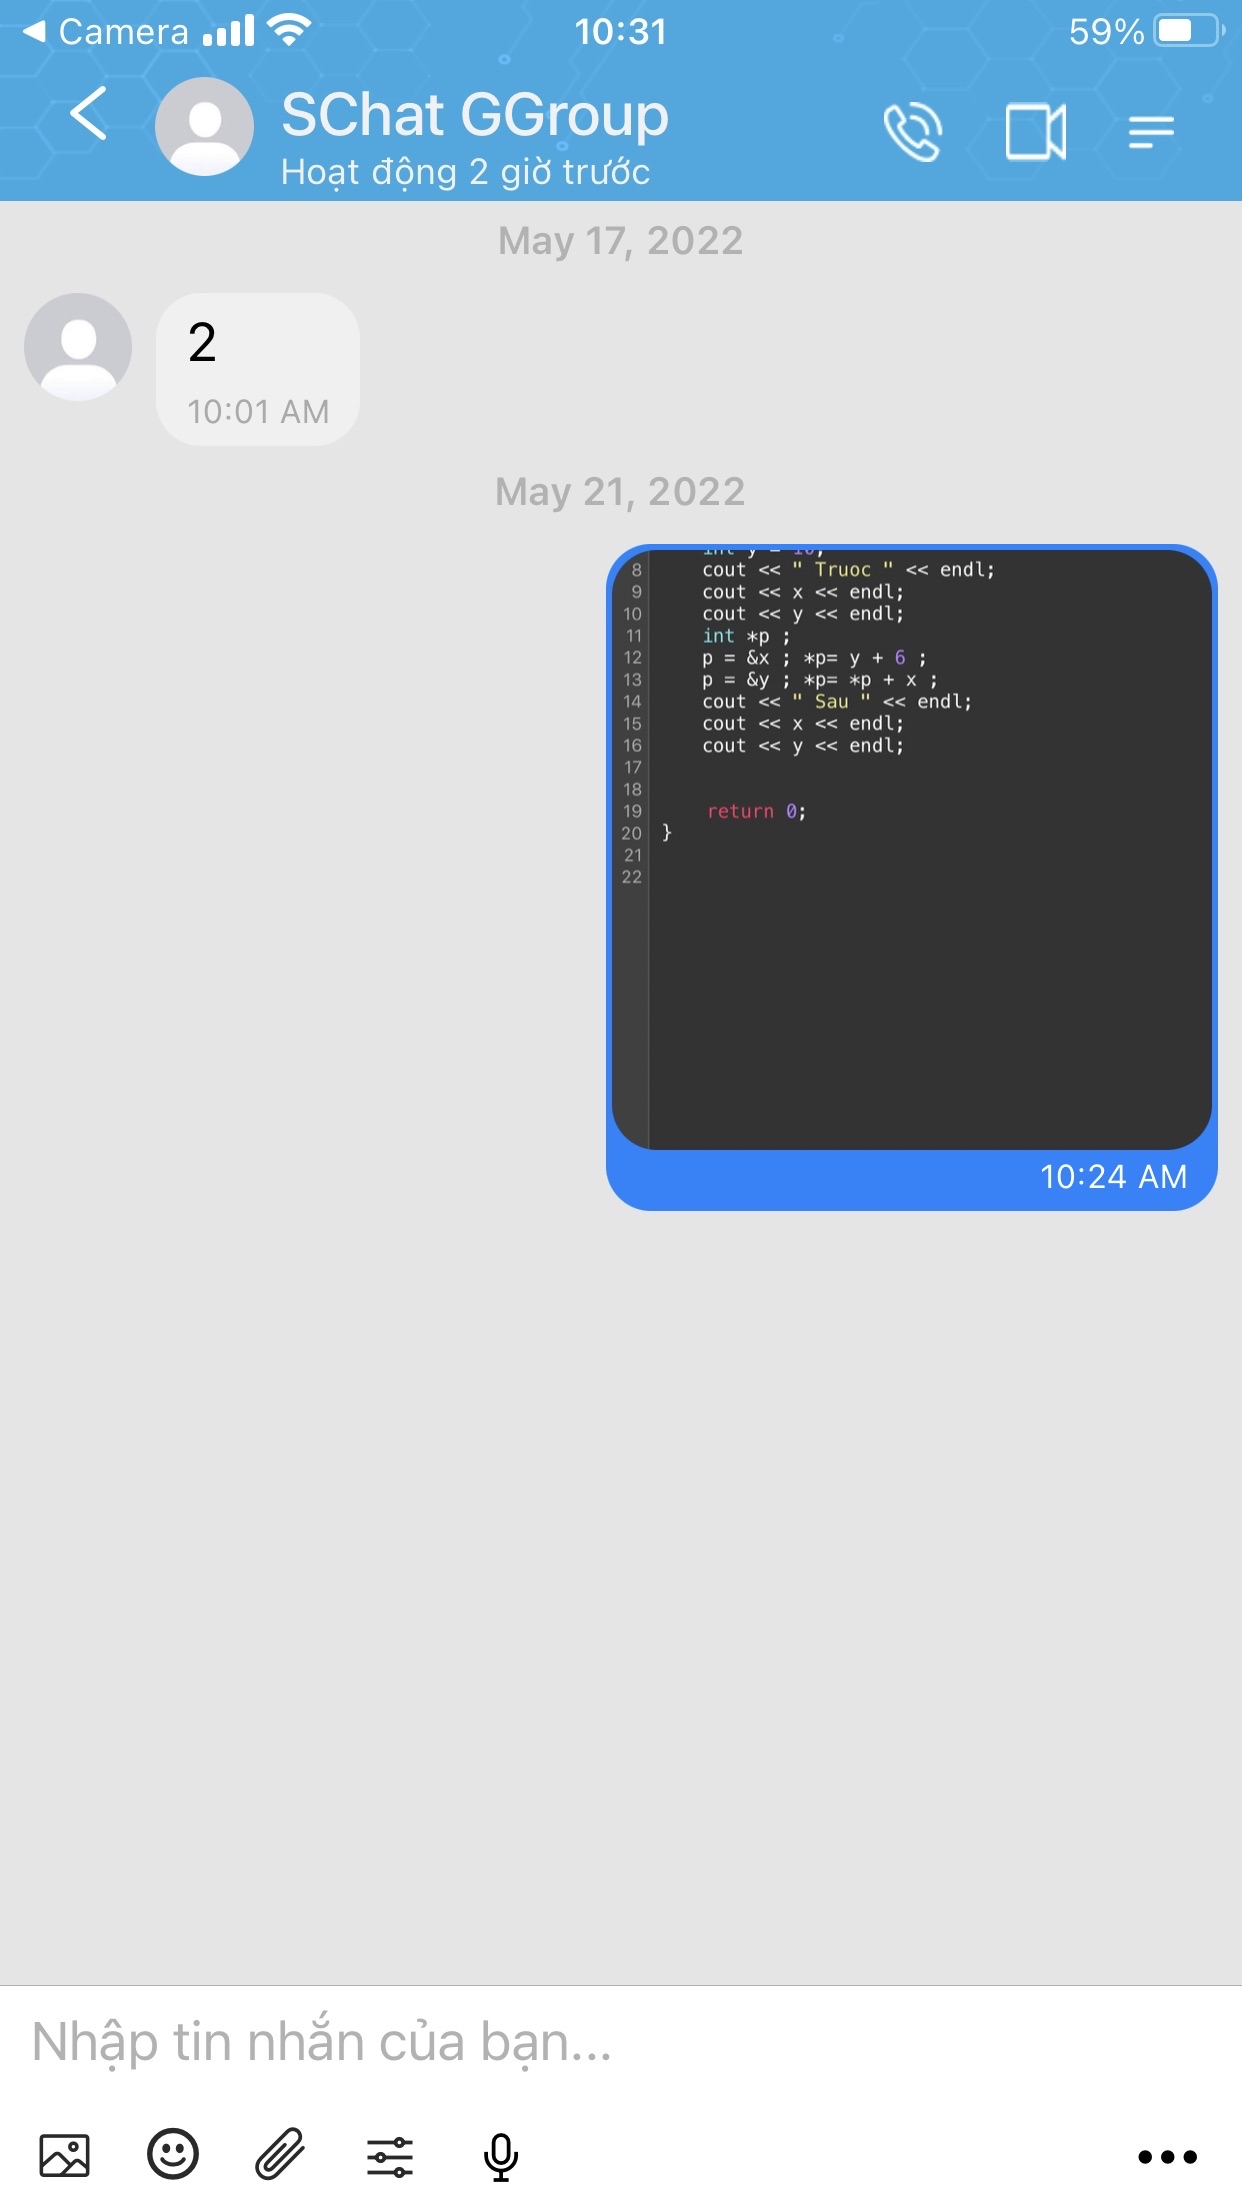 Camera 10:31 59%
SChat GGroup
Hoạt động 2 giờ trước
May 17, 2022
2
10:01 AM
May 21, 2022
int y = 10;
8 cout << " Truoc " << endl;
9 cout << x << endl;
10 cout << y << endl;
11 int *p ;
12 p = &x ; *p= y + 6 ;
13 p = &y ; *p= *p + x ;
14 cout << " Sau " << endl;
15 cout << x << endl;
16 cout << y << endl;
17
18
19 return 0;
20 }
21
22
10:24 AM
Nhập tin nhắn của bạn...